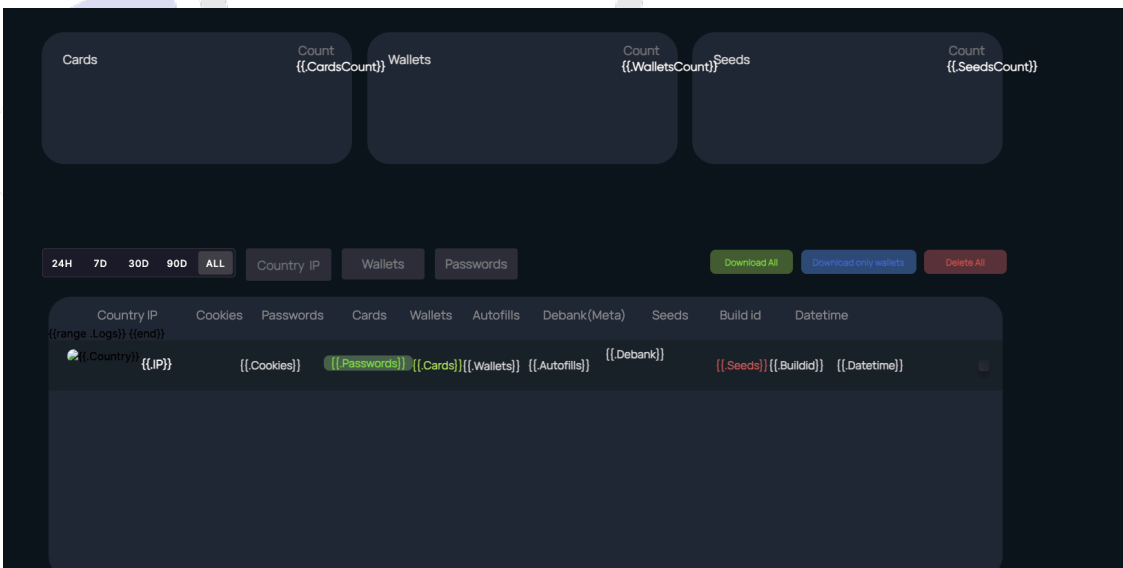 Cards
Count
{{.CardsCount}}
Wallets
Count
{{.WalletsCount}}
Seeds
Count
{{.SeedsCount}}
24H 7D 30D 90D ALL Country IP Wallets Passwords Download All Download only wallets Delete All
Country IP Cookies Passwords Cards Wallets Autofills Debank(Meta) Seeds Build id Datetime
{{range .Logs}} {{end}}
{{.Country}} {{.IP}} {{.Cookies}} {{.Passwords}} {{.Cards}} {{.Wallets}} {{.Autofills}} {{.Debank}} {{.Seeds}} {{.Buildid}} {{.Datetime}}